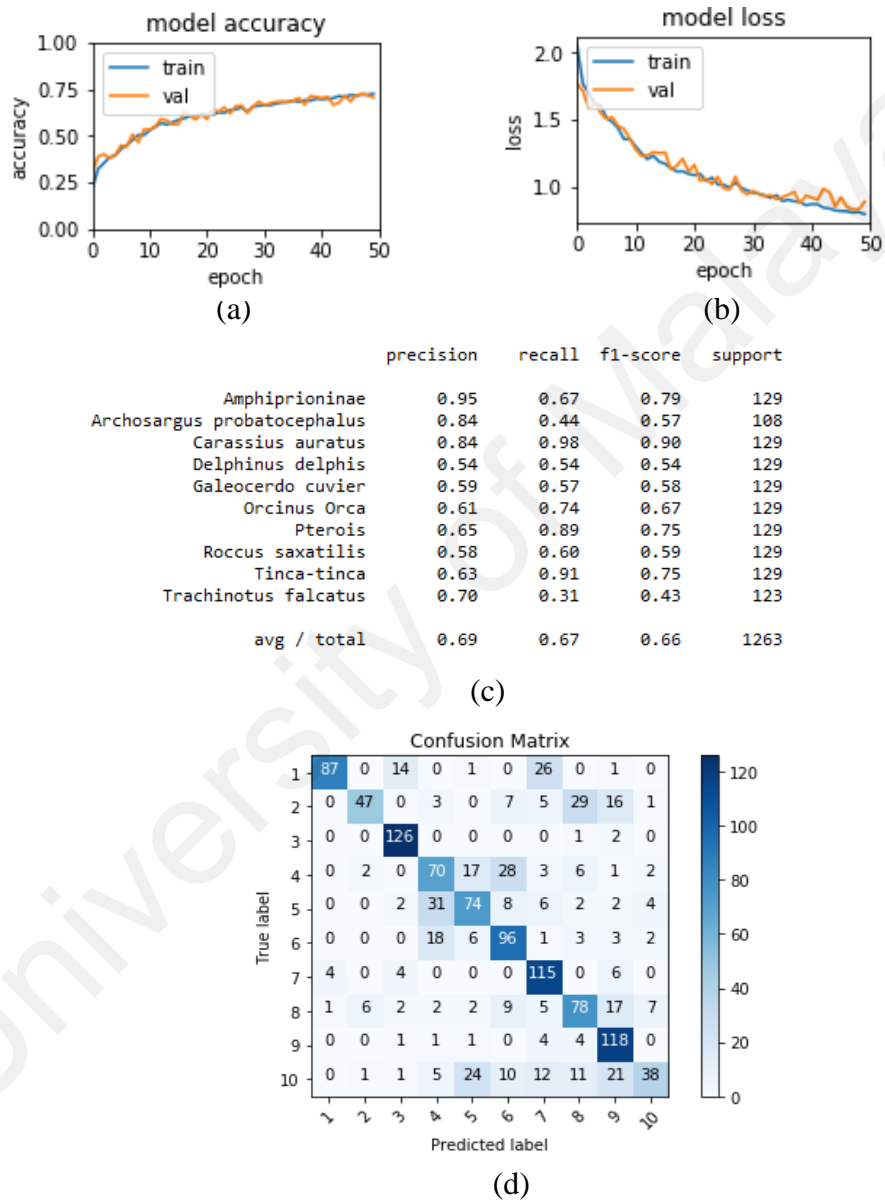 model accuracy
1.00
0.75
0.50
0.25
0.00
accuracy
train
val
0 10 20 30 40 50
epoch
(a)
model loss
2.0
1.5
1.0
loss
train
val
0 10 20 30 40 50
epoch
(b)
precision recall f1-score support
Amphiprioninae 0.95 0.67 0.79 129
Archosargus probatocephalus 0.84 0.44 0.57 108
Carassius auratus 0.84 0.98 0.90 129
Delphinus delphis 0.54 0.54 0.54 129
Galeocerdo cuvier 0.59 0.57 0.58 129
Orcinus Orca 0.61 0.74 0.67 129
Pterois 0.65 0.89 0.75 129
Roccus saxatilis 0.58 0.60 0.59 129
Tinca-tinca 0.63 0.91 0.75 129
Trachinotus falcatus 0.70 0.31 0.43 123
avg / total 0.69 0.67 0.66 1263
(c)
Confusion Matrix
1 87 0 14 0 1 0 26 0 1 0
2 0 47 0 3 0 7 5 29 16 1
3 0 0 126 0 0 0 0 1 2 0
4 0 2 0 70 17 28 3 6 1 2
5 0 0 2 31 74 8 6 2 2 4
6 0 0 0 18 6 96 1 3 3 2
7 4 0 4 0 0 0 115 0 6 0
8 1 6 2 2 2 9 5 78 17 7
9 0 0 1 1 1 0 4 4 118 0
10 0 1 1 5 24 10 12 11 21 38
1 2 3 4 5 6 7 8 9 10
True label
Predicted label
120
100
80
60
40
20
0
(d)
University of Malaya